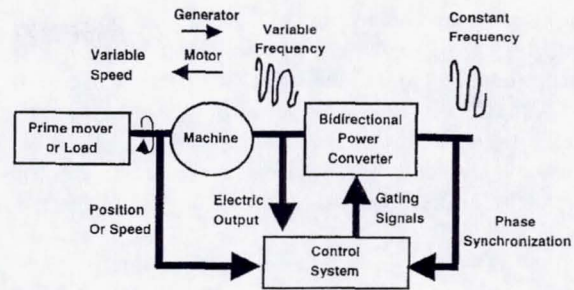 Generator
Variable
Speed
Motor
Variable
Frequency
Constant
Frequency
Prime mover
or Load
Machine
Bidirectional
Power
Converter
Position
Or Speed
Electric
Output
Gating
Signals
Phase
Synchronization
Control
System